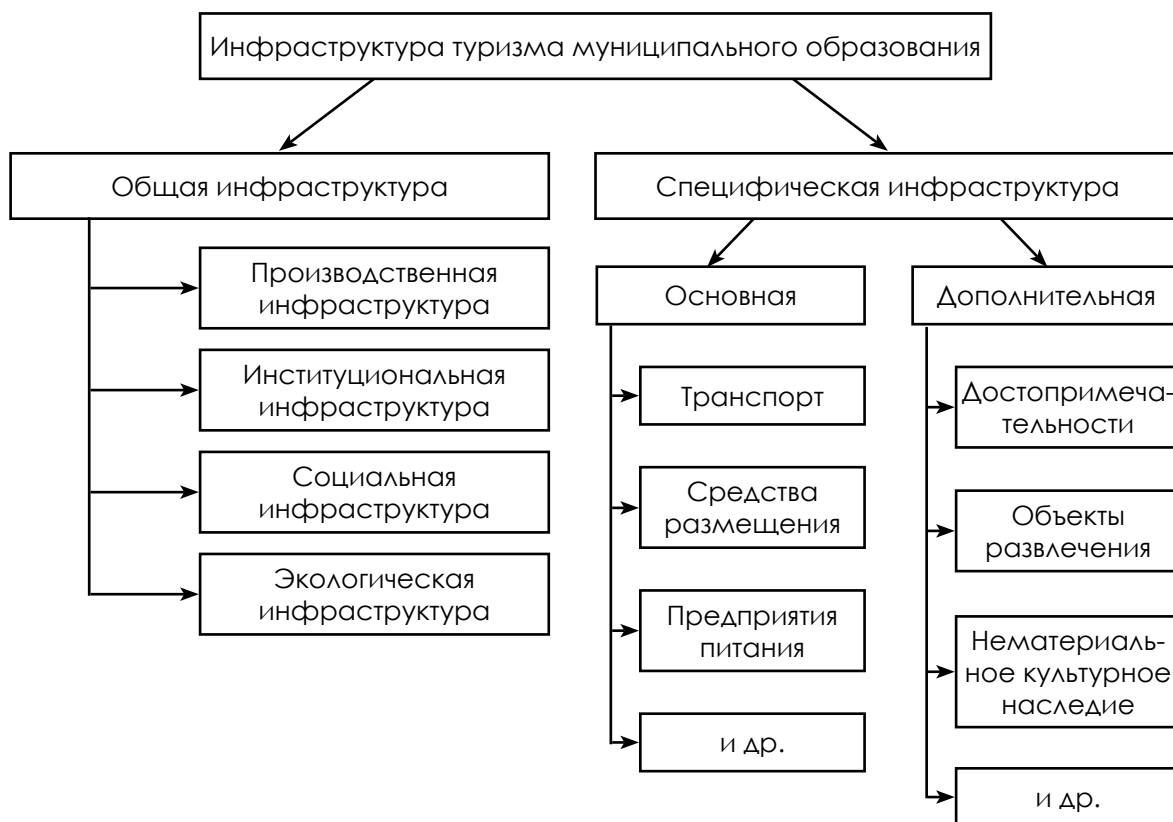 Инфраструктура туризма муниципального образования
Общая инфраструктура
Производственная
инфраструктура
Институциональная
инфраструктура
Социальная
инфраструктура
Экологическая
инфраструктура
Специфическая инфраструктура
Основная
Транспорт
Средства
размещения
Предприятия
питания
и др.
Дополнительная
Достопримеча-
тельности
Объекты
развлечения
Нематериаль-
ное культурное
наследие
и др.